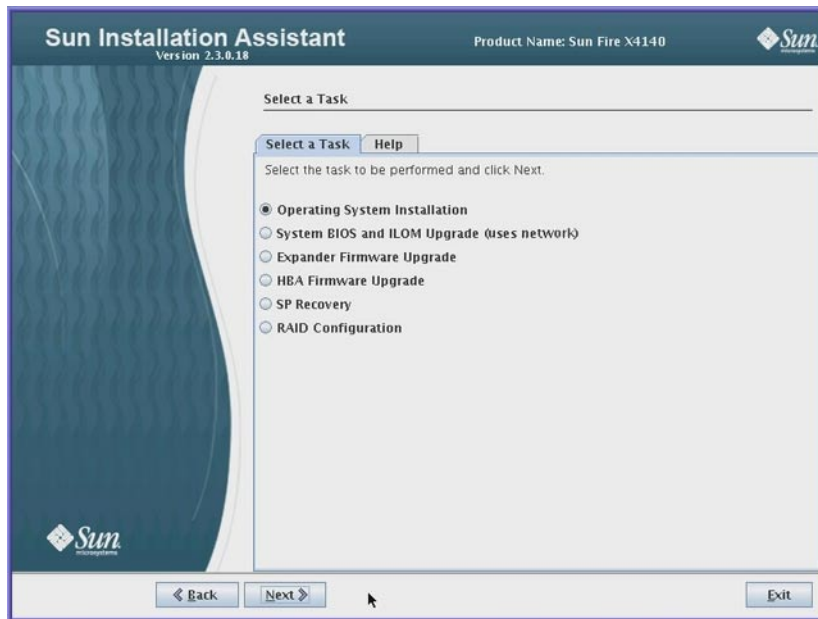 Sun Installation Assistant
Version 2.3.0.18
Product Name: Sun Fire X4140
Sun
microsystems
Select a Task
Select a Task
Help
Select the task to be performed and click Next.
Operating System Installation
System BIOS and ILOM Upgrade (uses network)
Expander Firmware Upgrade
HBA Firmware Upgrade
SP Recovery
RAID Configuration
Sun
microsystems
Back
Next
Exit